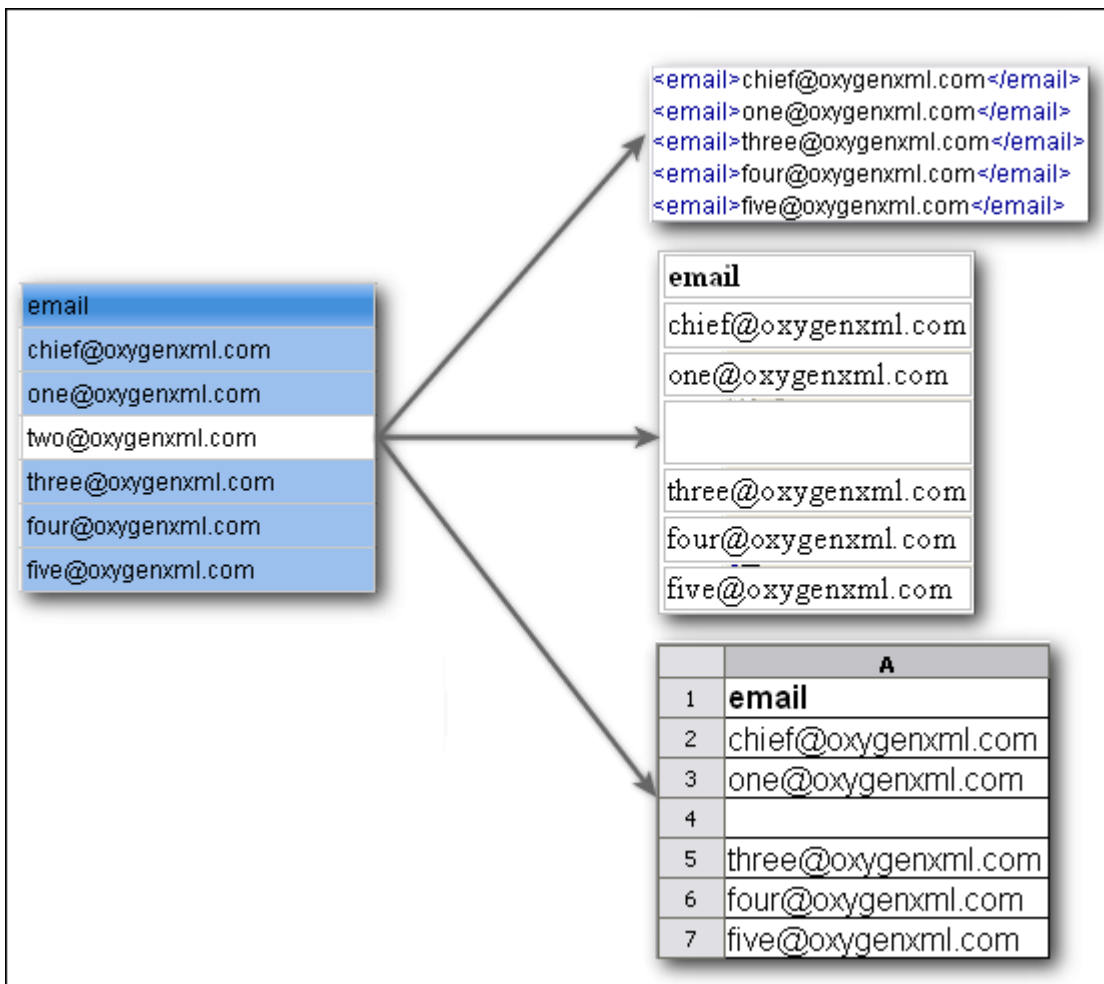 email
chief@oxygenxml.com
one@oxygenxml.com
two@oxygenxml.com
three@oxygenxml.com
four@oxygenxml.com
five@oxygenxml.com
<email>chief@oxygenxml.com</email>
<email>one@oxygenxml.com</email>
<email>three@oxygenxml.com</email>
<email>four@oxygenxml.com</email>
<email>five@oxygenxml.com</email>
email
chief@oxygenxml.com
one@oxygenxml.com
three@oxygenxml.com
four@oxygenxml.com
five@oxygenxml.com
A
1 email
2 chief@oxygenxml.com
3 one@oxygenxml.com
4
5 three@oxygenxml.com
6 four@oxygenxml.com
7 five@oxygenxml.com